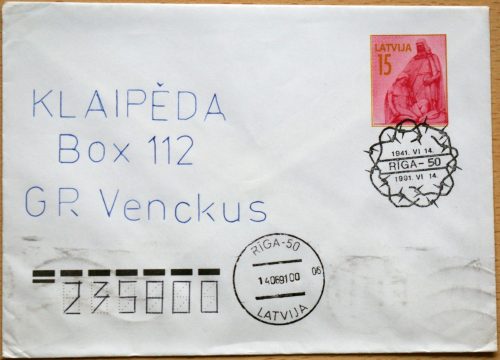 LATVIJA
15
KLAIPĖDA
Box 112
GR Venckus
1941. VI 14.
RĪGA - 50
1991. VI 14.
RĪGA-50
14069100
06
LATVIJA
235800